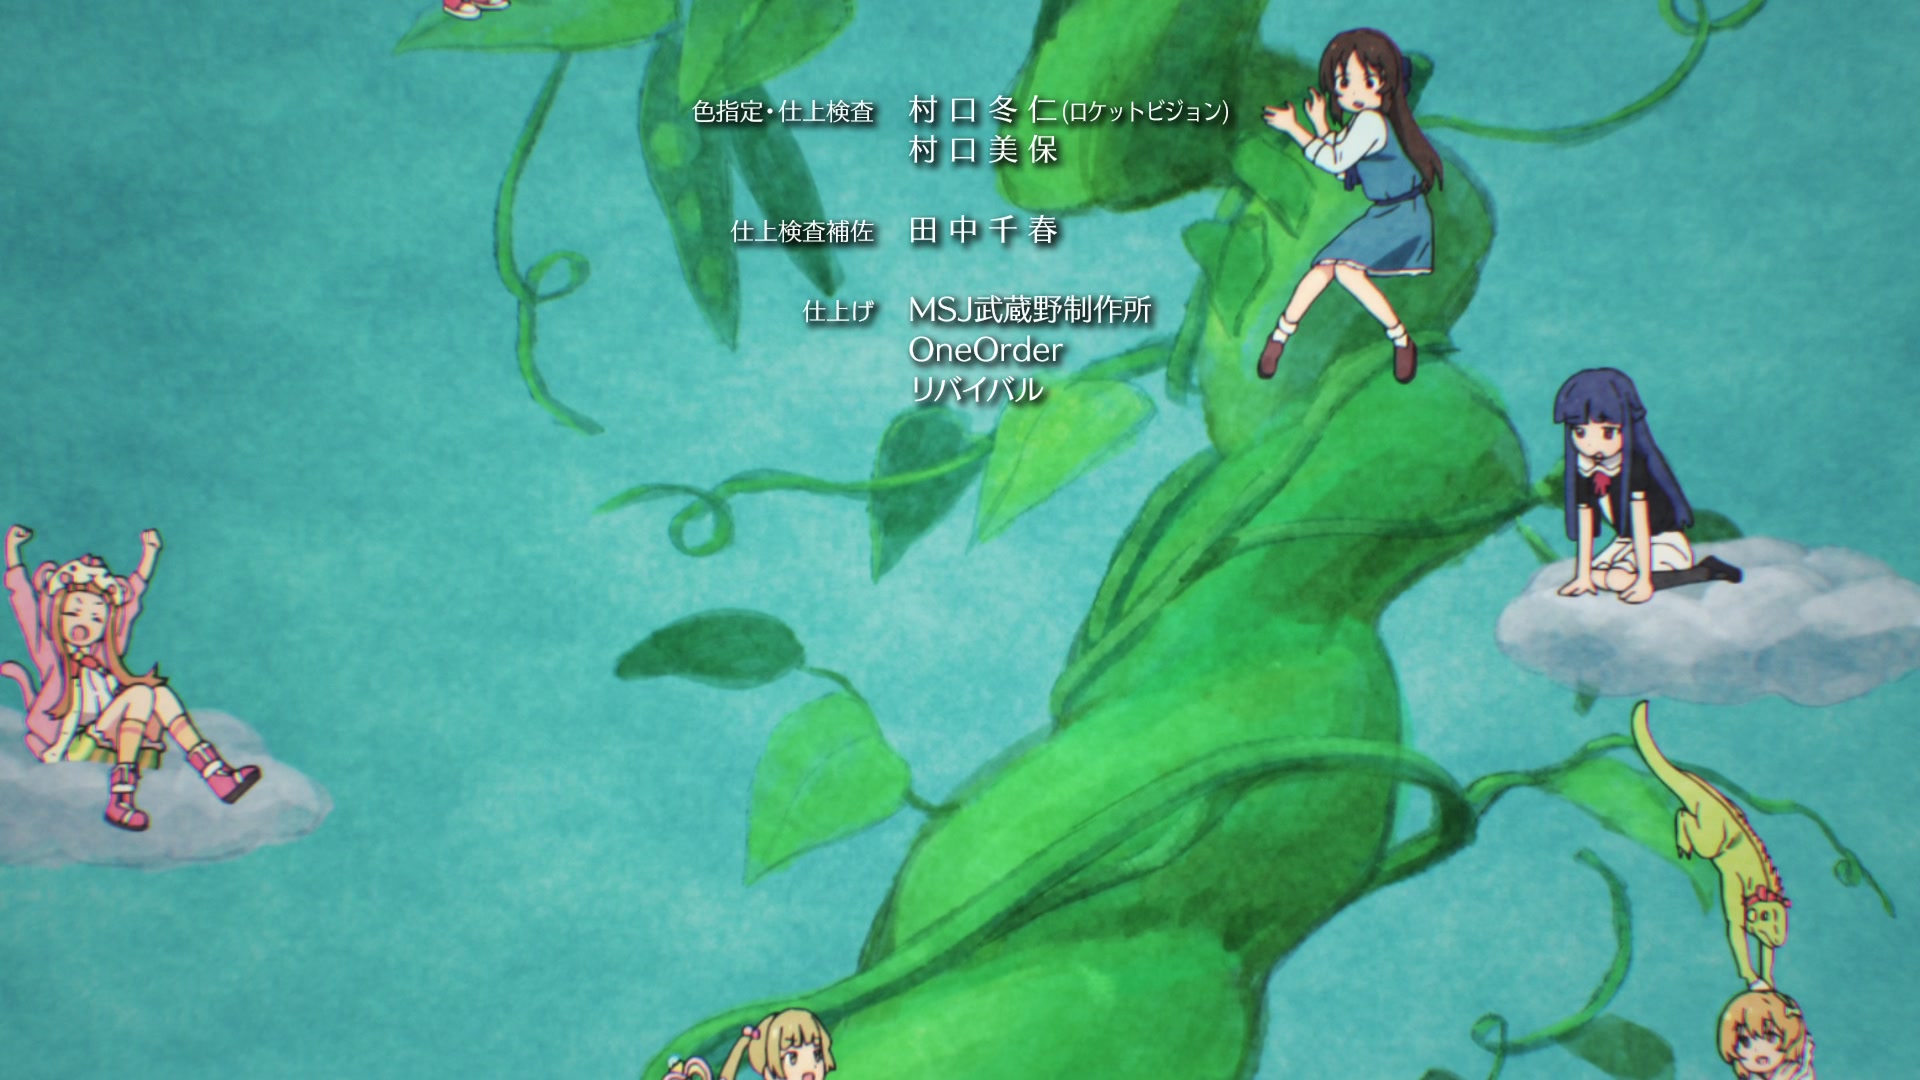 色指定・仕上検査 村口冬仁(ロケットビジョン)
村口美保
仕上検査補佐 田中千春
仕上げ MSJ武蔵野制作所
OneOrder
リバイバル